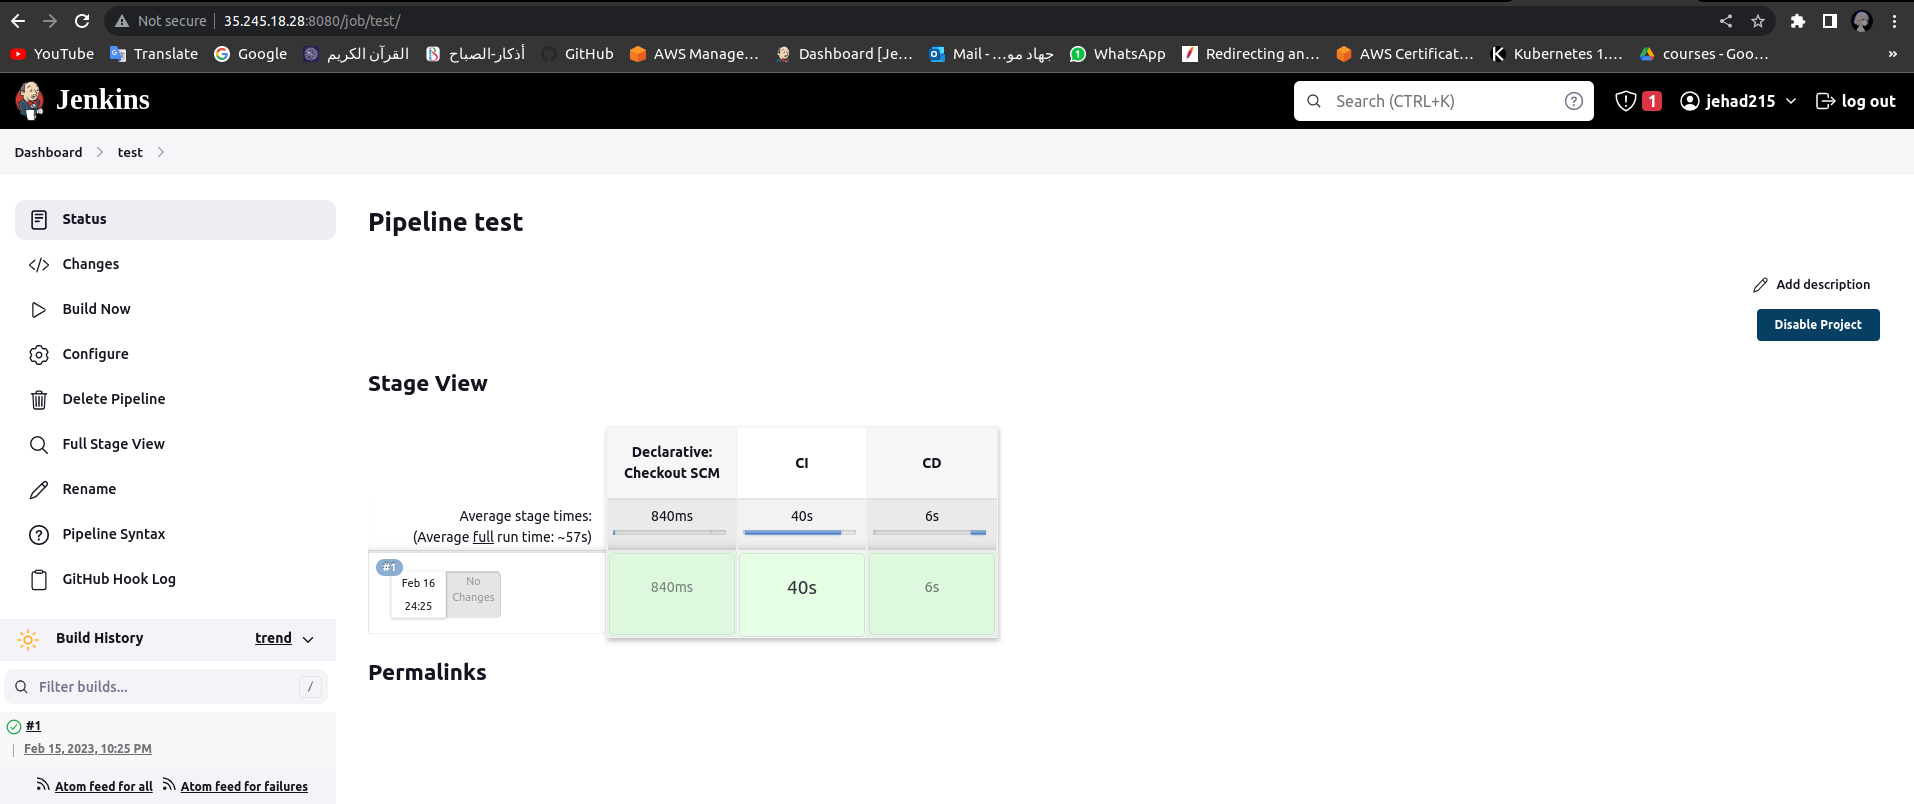 Not secure | 35.245.18.28:8080/job/test/
YouTube Translate Google القرآن الكريم أذكار-الصباح GitHub AWS Manage... Dashboard [Je... Mail - جهاد مو... WhatsApp Redirecting an... AWS Certificat... Kubernetes 1.... courses - Goo... »
Jenkins
Search (CTRL+K) ?
1
jehad215
log out
Dashboard > test >
Status
Changes
Build Now
Configure
Delete Pipeline
Full Stage View
Rename
Pipeline Syntax
GitHub Hook Log
Build History trend
Filter builds... /
#1
Feb 15, 2023, 10:25 PM
Atom feed for all Atom feed for failures
Pipeline test
Add description
Disable Project
Stage View
Declarative:
Checkout SCM
CI
CD
Average stage times:
(Average full run time: ~57s)
840ms 40s 6s
#1
Feb 16
24:25
No
Changes
840ms 40s 6s
Permalinks